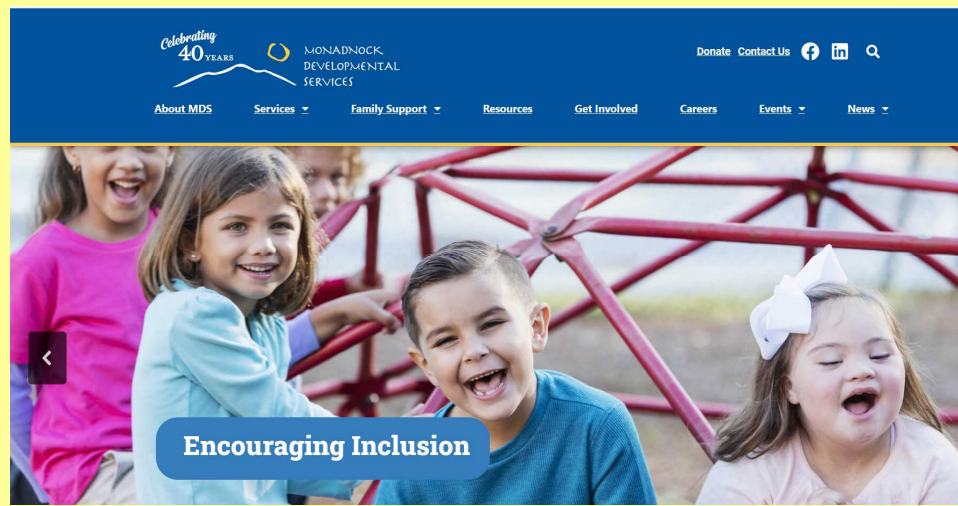 Celebrating
40 YEARS
MONADNOCK
DEVELOPMENTAL
SERVICES
Donate Contact Us
About MDS Services Family Support Resources Get Involved Careers Events News
Encouraging Inclusion